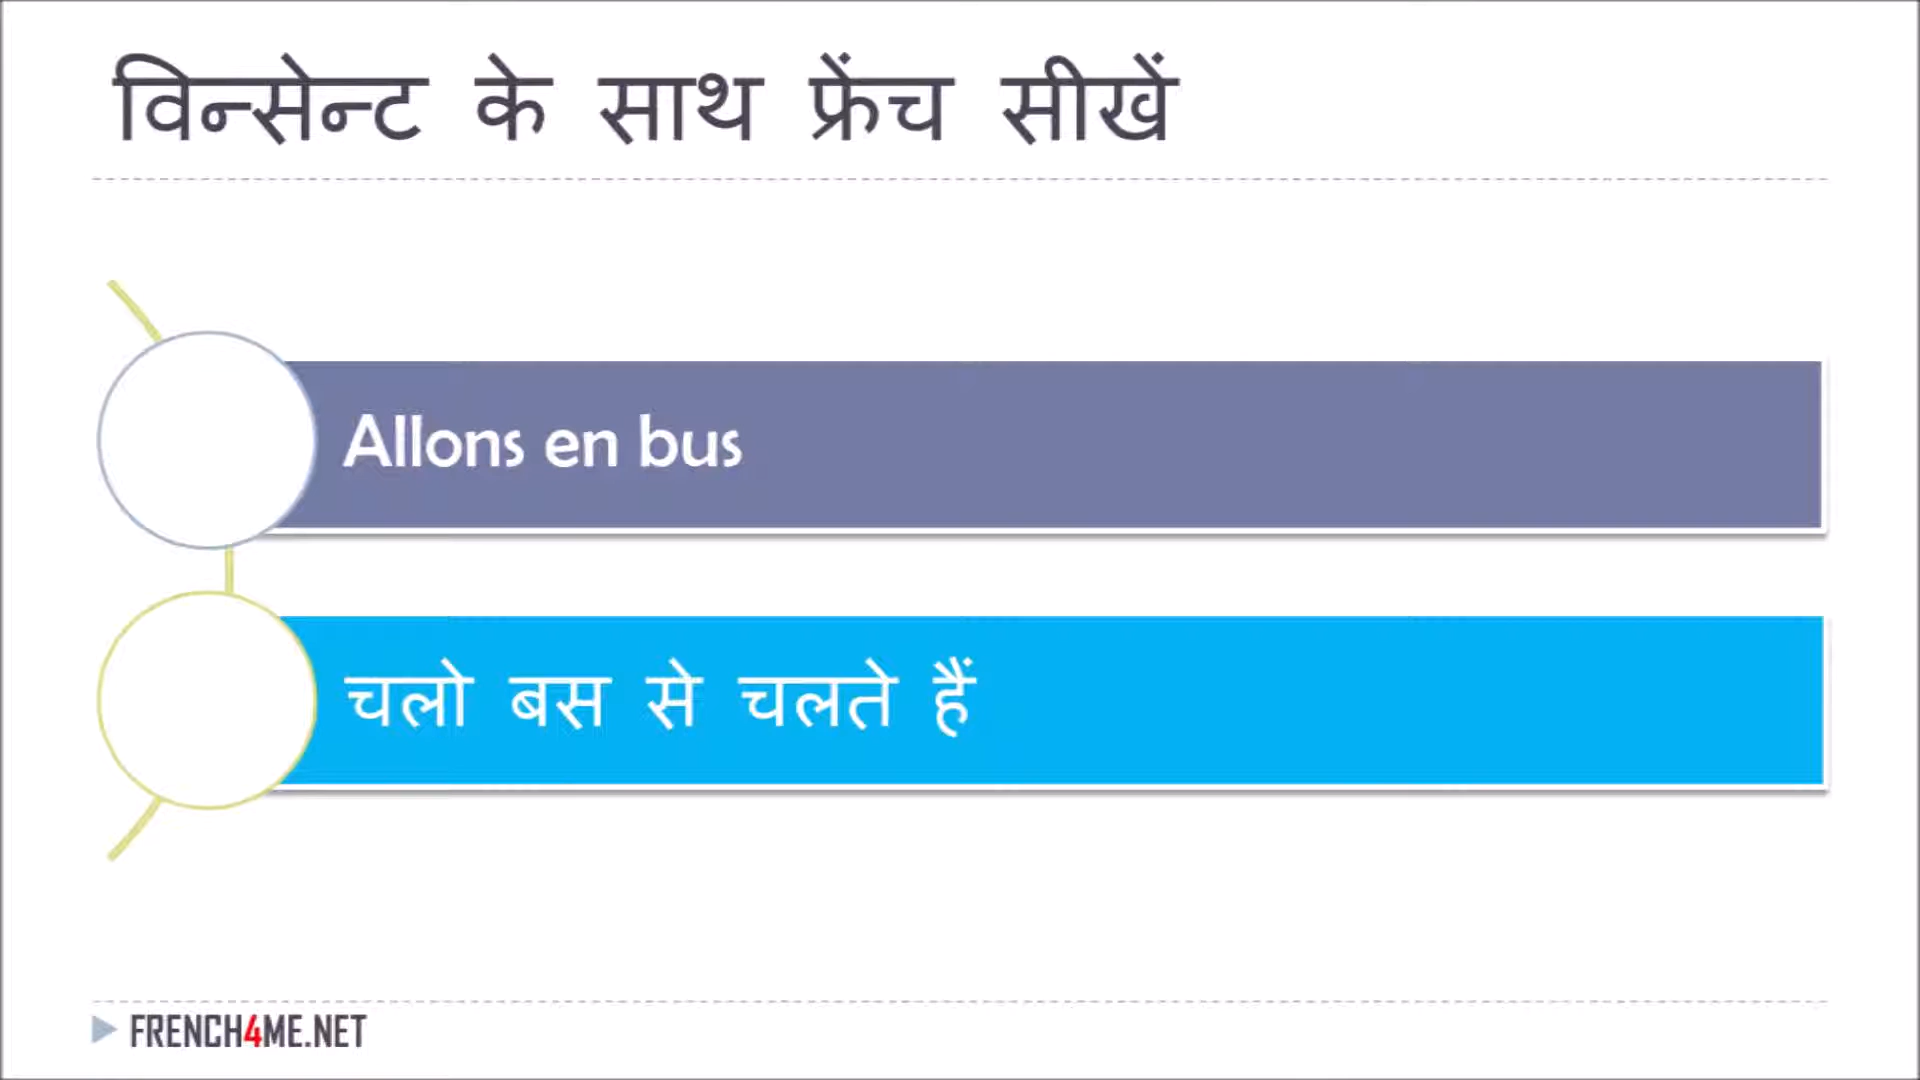 विन्सेन्ट के साथ फ्रेंच सीखें
Allons en bus
चलो बस से चलते हैं
FRENCH4ME.NET